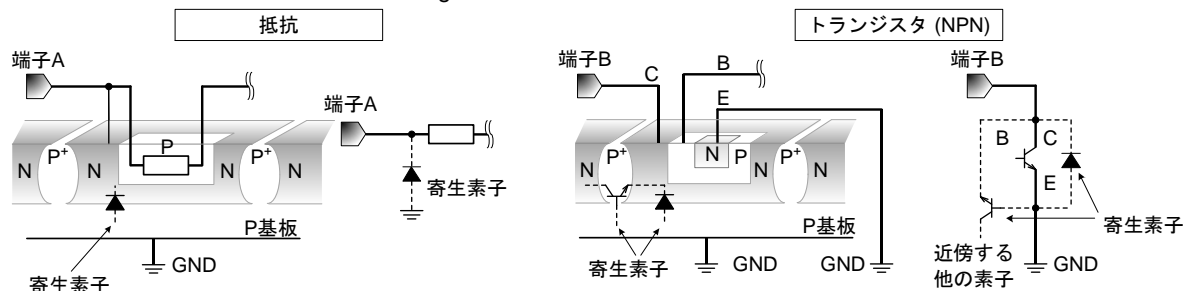 g
抵抗
トランジスタ (NPN)
端子A
端子A
端子B
C
B
E
端子B
N
P+
N
P
N
P+
N
N
P+
N
N
P
N
P+
N
B
C
E
寄生素子
P基板
P基板
寄生素子
GND
寄生素子
GND
GND
近傍する
他の素子
GND
寄生素子